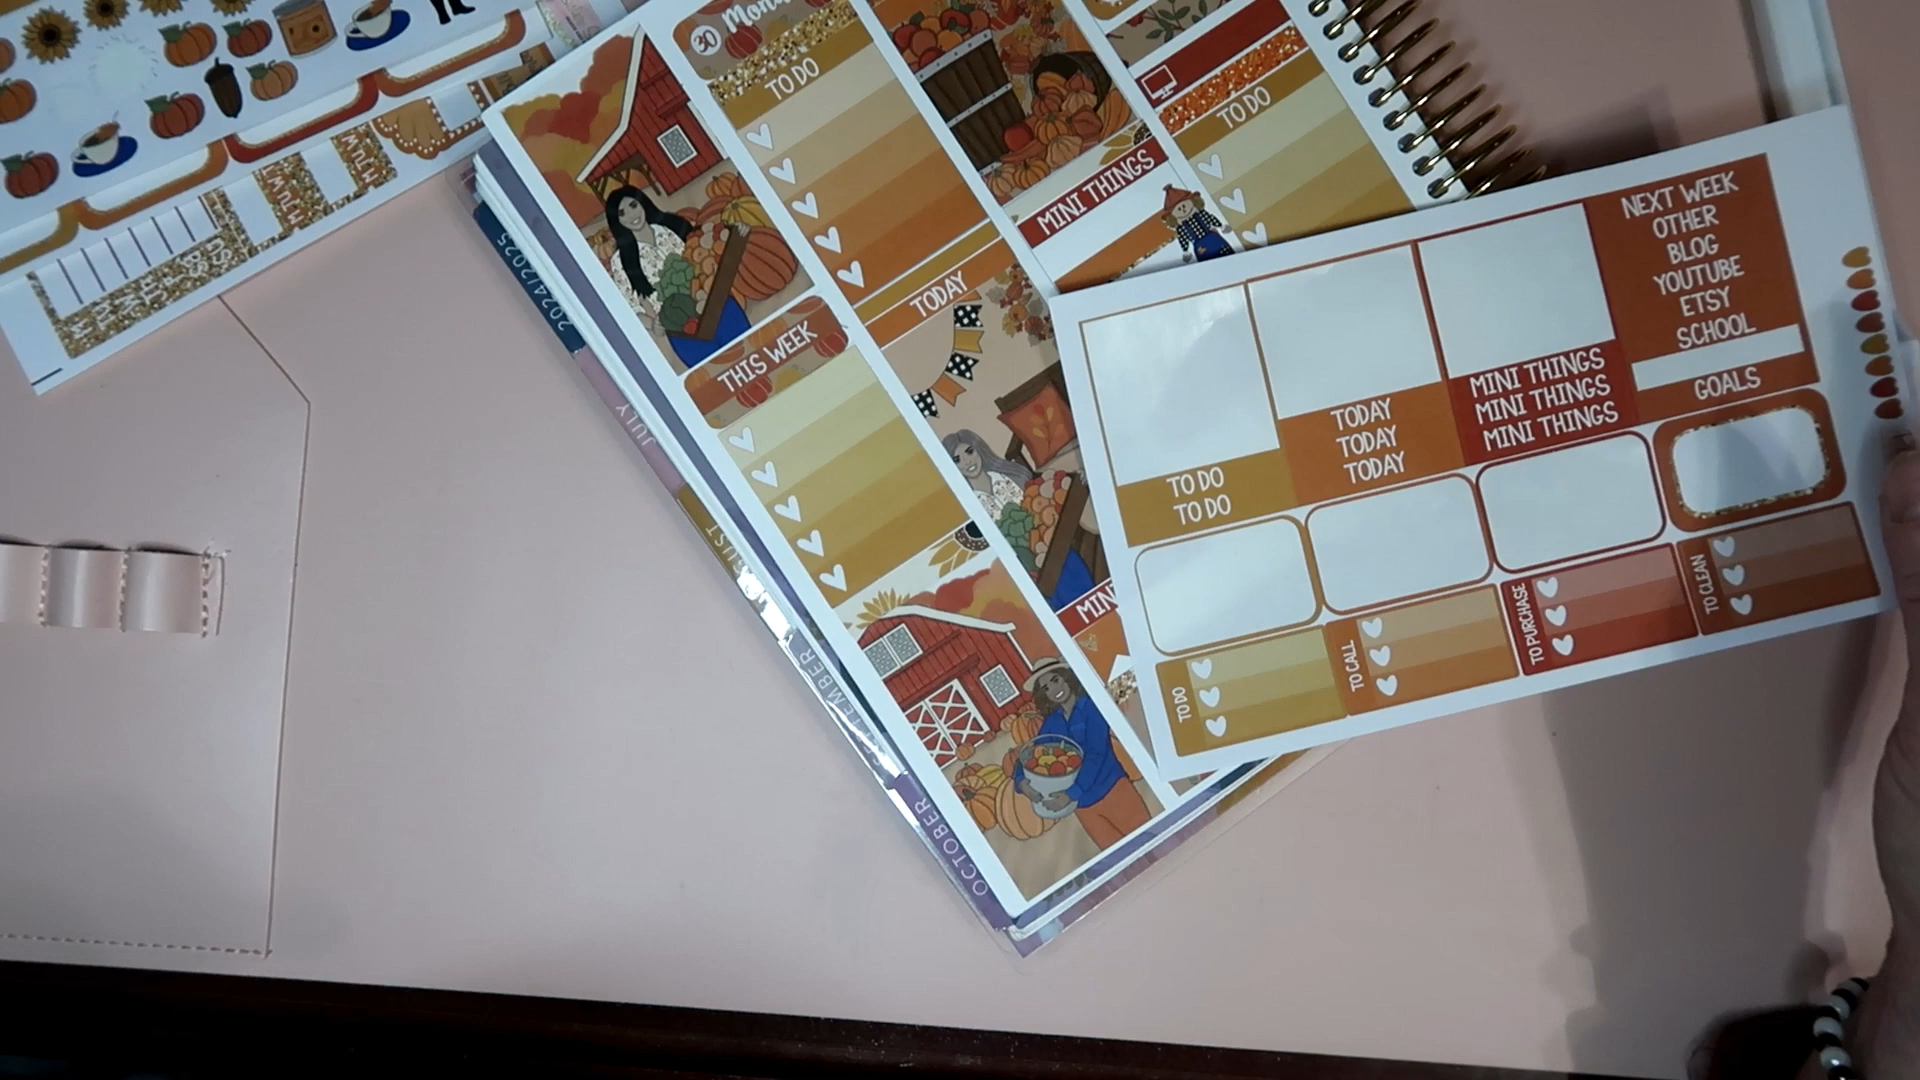 30
TO DO
TODAY
THIS WEEK
MINI THINGS
TO DO
2024/2025
JULY
OCTOBER
NEXT WEEK
OTHER
BLOG
YOUTUBE
ETSY
SCHOOL
GOALS
MINI THINGS
MINI THINGS
MINI THINGS
TODAY
TODAY
TODAY
TO DO
TO DO
TO DO
TO CALL
TO PURCHASE
TO CLEAN